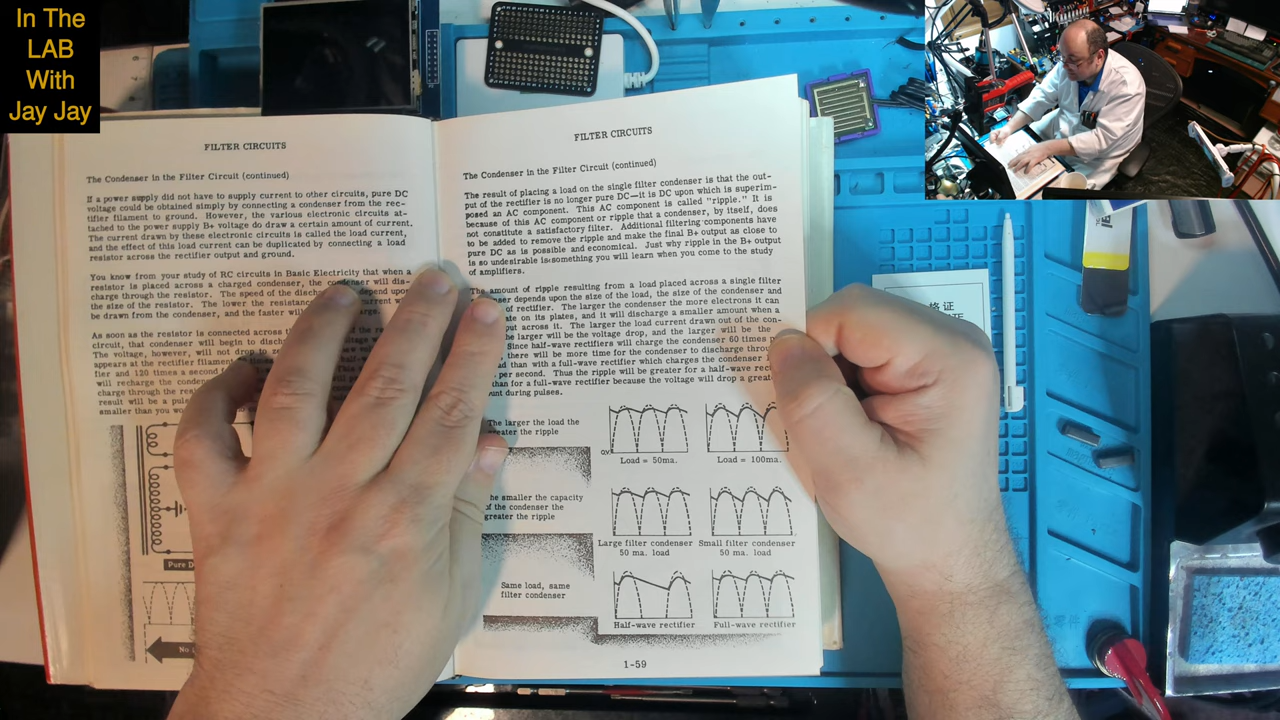 In The
LAB
With
Jay Jay
FILTER CIRCUITS
The Condenser in the Filter Circuit (continued)
If a power supply did not have to supply current to other circuits, pure DC
voltage could be obtained simply by connecting a condenser from the rec-
tifier filament to ground. However, the various electronic circuits at-
tached to the power supply B+ voltage do draw a certain amount of current.
The current drawn by these electronic circuits is called the load current,
and the effect of this load current can be duplicated by connecting a load
resistor across the rectifier output and ground.
You know from your study of RC circuits in Basic Electricity that when a
resistor is placed across a charged condenser, the condenser will dis-
charge through the resistor. The speed of the discharge depend upon
the size of the resistor. The lower the resistance current w
be drawn from the condenser, and the faster will
As soon as the resistor is connected across
circuit, that condenser will begin to
The voltage, however, will not drop to
appears at the rectifier filament
fier and 120 times a second
will recharge the
charge through the
result will be a
smaller than you
Pure D
FILTER CIRCUITS
The Condenser in the Filter Circuit (continued)
The result of placing a load on the single filter condenser is that the out-
put of the rectifier is no longer pure DC—it is DC upon which is superim-
posed an AC component. This AC component is called "ripple." It is
because of this AC component or ripple that a condenser, by itself, does
not constitute a satisfactory filter. Additional filtering components have
to be added to remove the ripple and make the final B+ output as close to
pure DC as is possible and economical. Just why ripple in the B+ output
is so undesirable is something you will learn when you come to the study
of amplifiers.
The amount of ripple resulting from a load placed across a single filter
enser depends upon the size of the load, the size of the condenser and
of rectifier. The larger the condenser the more electrons it can
ate on its plates, and it will discharge a smaller amount when a
put across it. The larger the load current drawn out of the con-
the larger will be the voltage drop, and the larger will be the
Since half-wave rectifiers will charge the condenser 60 times
there will be more time for the condenser to discharge
than with a full-wave rectifier which charges the condenser
per second. Thus the ripple will be greater for a half-wave rec
than for a full-wave rectifier because the voltage will drop a
during pulses.
The larger the load the
greater the ripple
0V
Load = 50ma.
Load = 100ma.
he smaller the capacity
of the condenser the
greater the ripple
Large filter condenser
50 ma. load
Small filter condenser
50 ma. load
Same load, same
filter condenser
Half-wave rectifier
Full-wave rectifier
1-59